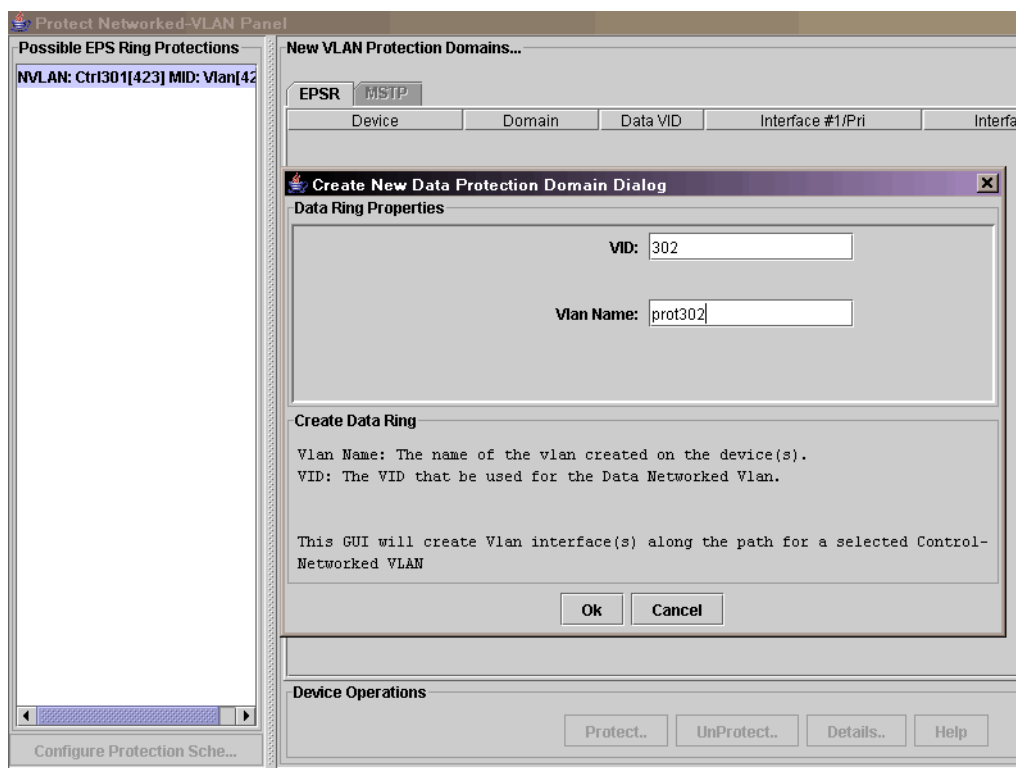 Protect Networked-VLAN Panel
Possible EPS Ring Protections
NVLAN: Ctrl301[423] MID: Vlan[42
Configure Protection Sche...
New VLAN Protection Domains...
EPSR MSTP
Device Domain Data VID Interface #1/Pri Interfa
Create New Data Protection Domain Dialog
Data Ring Properties
VID: 302
Vlan Name: prot302
Create Data Ring
Vlan Name: The name of the vlan created on the device(s).
VID: The VID that be used for the Data Networked Vlan.
This GUI will create Vlan interface(s) along the path for a selected Control-
Networked VLAN
Ok Cancel
Device Operations
Protect.. UnProtect.. Details.. Help